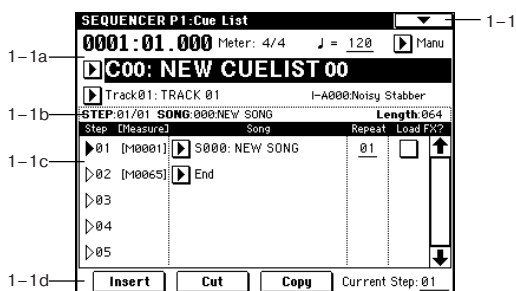 SEQUENCER P1:Cue List
1–1
0001:01.000 Meter: 4/4 ♩= 120 Manu
1–1a
C00: NEW CUELIST 00
Track01: TRACK 01 I-A000:Noisy Stabber
1–1b
STEP:01/01 SONG:000:NEW SONG Length:064
Step [Measure] Song Repeat Load FX?
01 [M0001] S000: NEW SONG 01
1–1c
02 [M0065] End
03
04
05
1–1d
Insert Cut Copy Current Step: 01